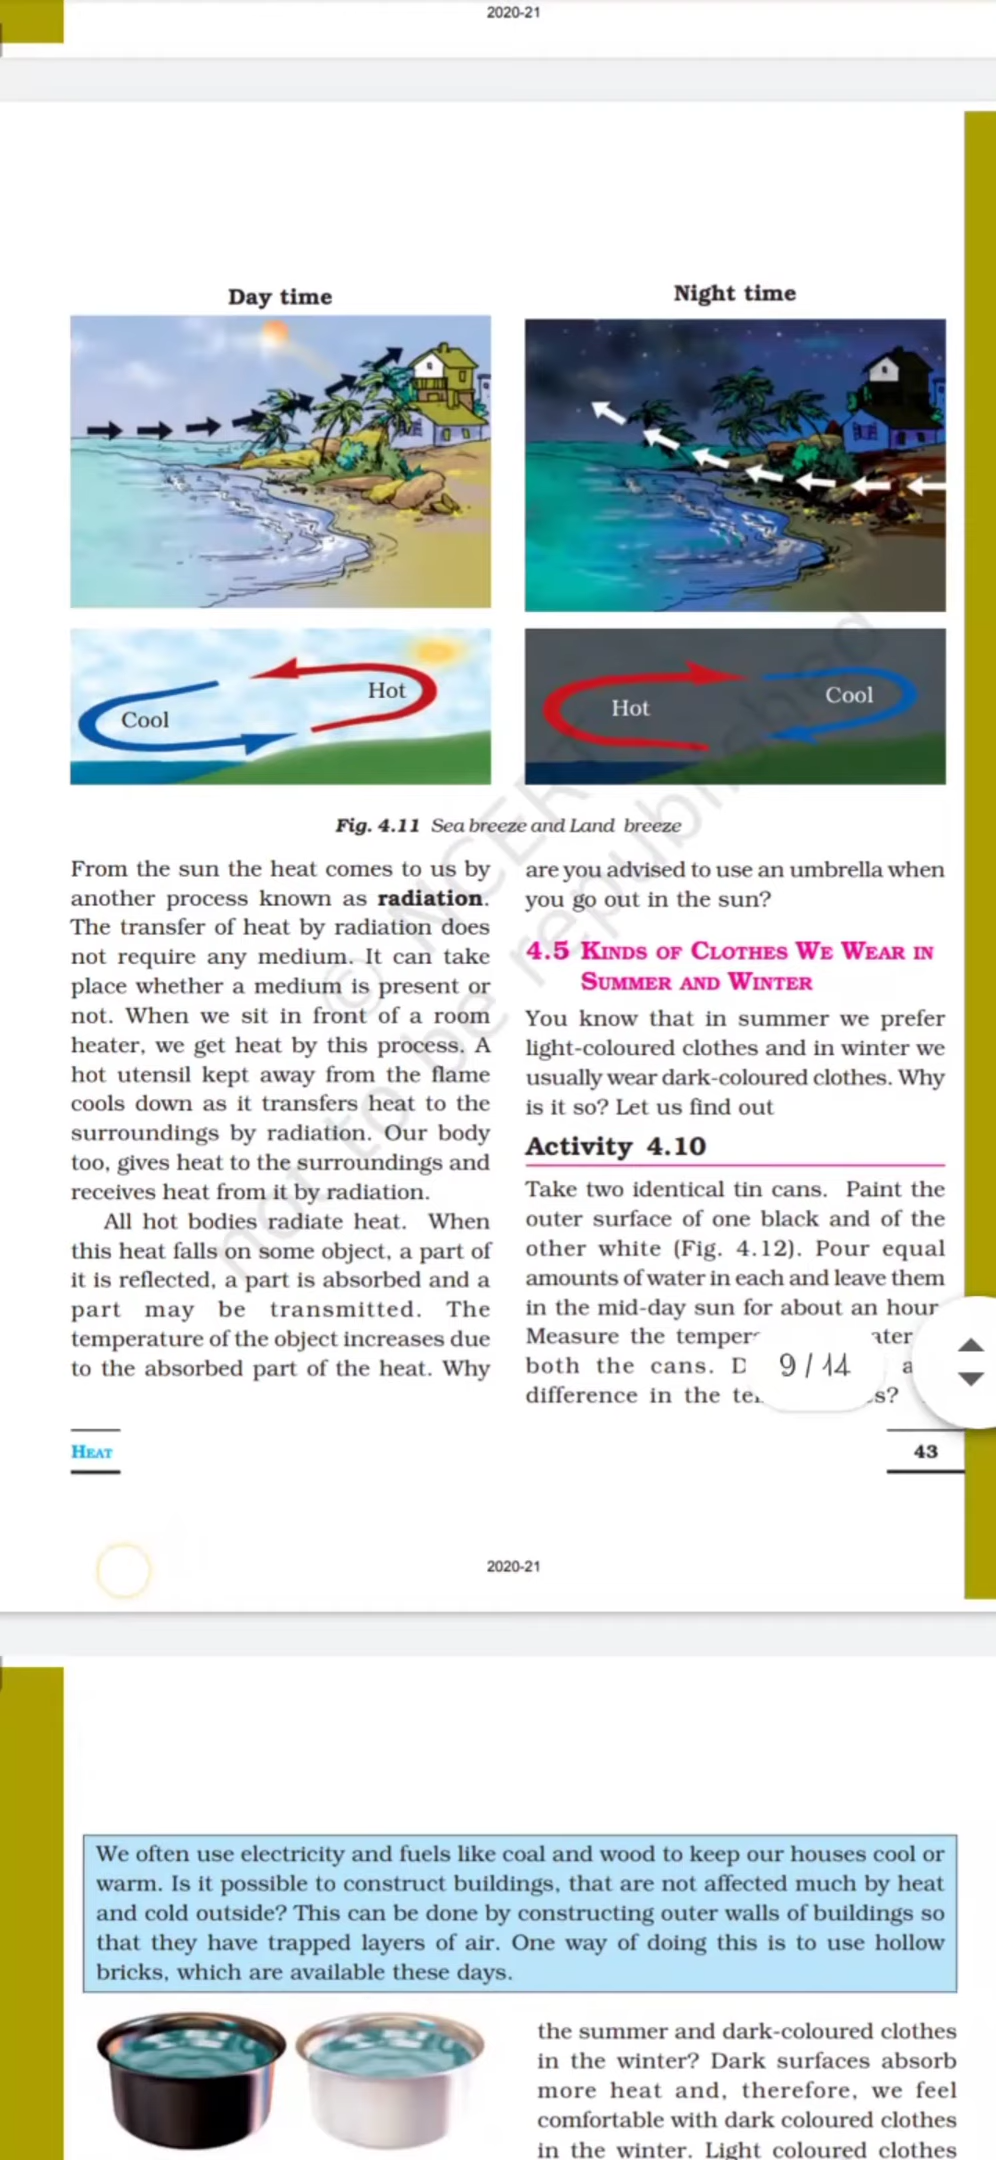 2020-21
Day time
Night time
Hot
Cool
Hot
Cool
Fig. 4.11 Sea breeze and Land breeze
From the sun the heat comes to us by
another process known as radiation.
The transfer of heat by radiation does
not require any medium. It can take
place whether a medium is present or
not. When we sit in front of a room
heater, we get heat by this process. A
hot utensil kept away from the flame
cools down as it transfers heat to the
surroundings by radiation. Our body
too, gives heat to the surroundings and
receives heat from it by radiation.
All hot bodies radiate heat. When
this heat falls on some object, a part of
it is reflected, a part is absorbed and a
part may be transmitted. The
temperature of the object increases due
to the absorbed part of the heat. Why
are you advised to use an umbrella when
you go out in the sun?
4.5 KINDS OF CLOTHES WE WEAR IN
SUMMER AND WINTER
You know that in summer we prefer
light-coloured clothes and in winter we
usually wear dark-coloured clothes. Why
is it so? Let us find out
Activity 4.10
Take two identical tin cans. Paint the
outer surface of one black and of the
other white (Fig. 4.12). Pour equal
amounts of water in each and leave them
in the mid-day sun for about an hour
Measure the
both the cans.
difference in the
9 / 14
HEAT
43
© NCERT
not to be republished
2020-21
We often use electricity and fuels like coal and wood to keep our houses cool or
warm. Is it possible to construct buildings, that are not affected much by heat
and cold outside? This can be done by constructing outer walls of buildings so
that they have trapped layers of air. One way of doing this is to use hollow
bricks, which are available these days.
the summer and dark-coloured clothes
in the winter? Dark surfaces absorb
more heat and, therefore, we feel
comfortable with dark coloured clothes
in the winter. Light coloured clothes